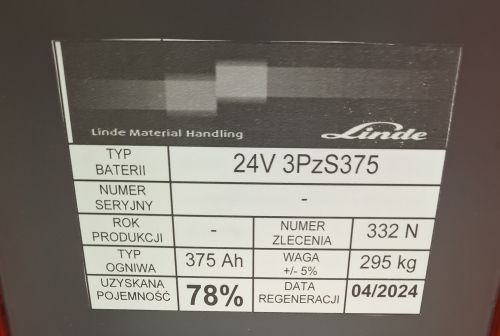 Linde Material Handling
Linde
TYP BATERII 24V 3PzS375
NUMER SERYJNY -
ROK PRODUKCJI - NUMER ZLECENIA 332 N
TYP OGNIWA 375 Ah WAGA +/- 5% 295 kg
UZYSKANA POJEMNOŚĆ 78% DATA REGENERACJI 04/2024